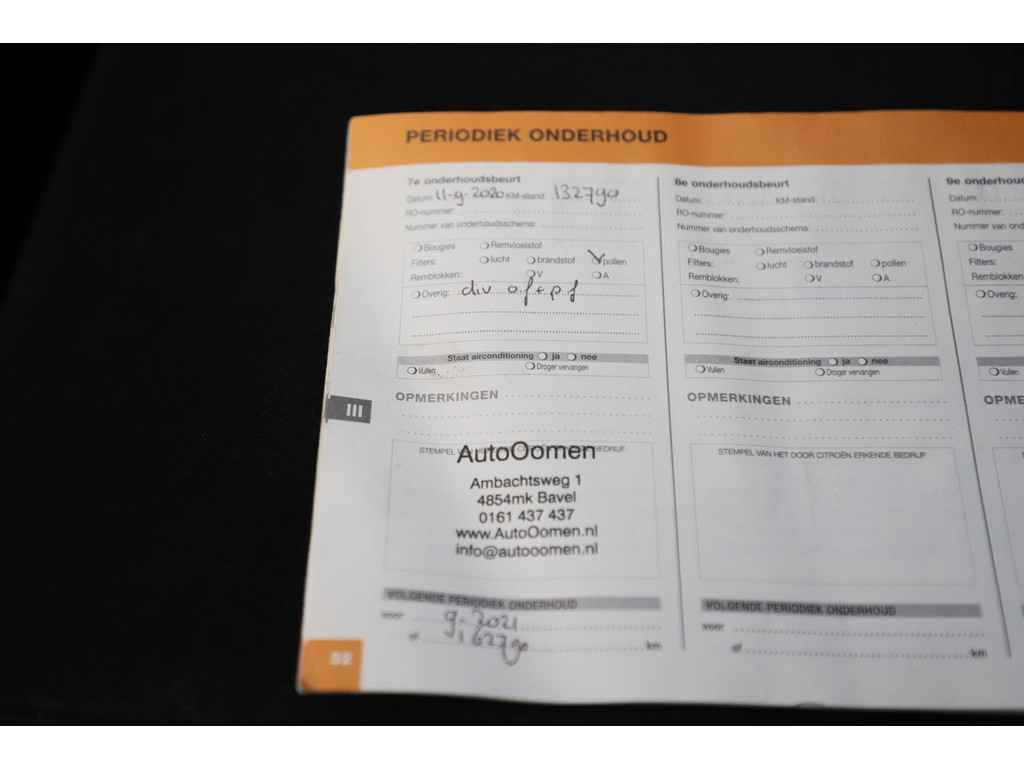 PERIODIEK ONDERHOUD
7e onderhoudsbeurt
Datum: 11-9-2020 KM-stand: 132790
RO-nummer:
Nummer van onderhoudsschema:
Bougies Remvloeistof
Filters: lucht brandstof pollen
Remblokken: V A
Overig: div o.f + p f
Staat airconditioning ja nee
Vullen Droger vervangen
OPMERKINGEN
STEMPEL VAN HET BEDRIJF
AutoOomen
Ambachtsweg 1
4854mk Bavel
0161 437 437
www.AutoOomen.nl
info@autooomen.nl
VOLGENDE PERIODIEK ONDERHOUD
voor 9-2021
of 162790 km
8e onderhoudsbeurt
Datum: KM-stand:
RO-nummer:
Nummer van onderhoudsschema:
Bougies Remvloeistof
Filters: lucht brandstof pollen
Remblokken: V A
Overig:
Staat airconditioning ja nee
Vullen Droger vervangen
OPMERKINGEN
STEMPEL VAN HET DOOR CITROËN ERKENDE BEDRIJF
VOLGENDE PERIODIEK ONDERHOUD
voor
of km
9e onderhou
Datum:
RO-nummer:
Nummer van ond
Bougies
Filters:
Remblokken
Overig:
Vullen
OPME
III